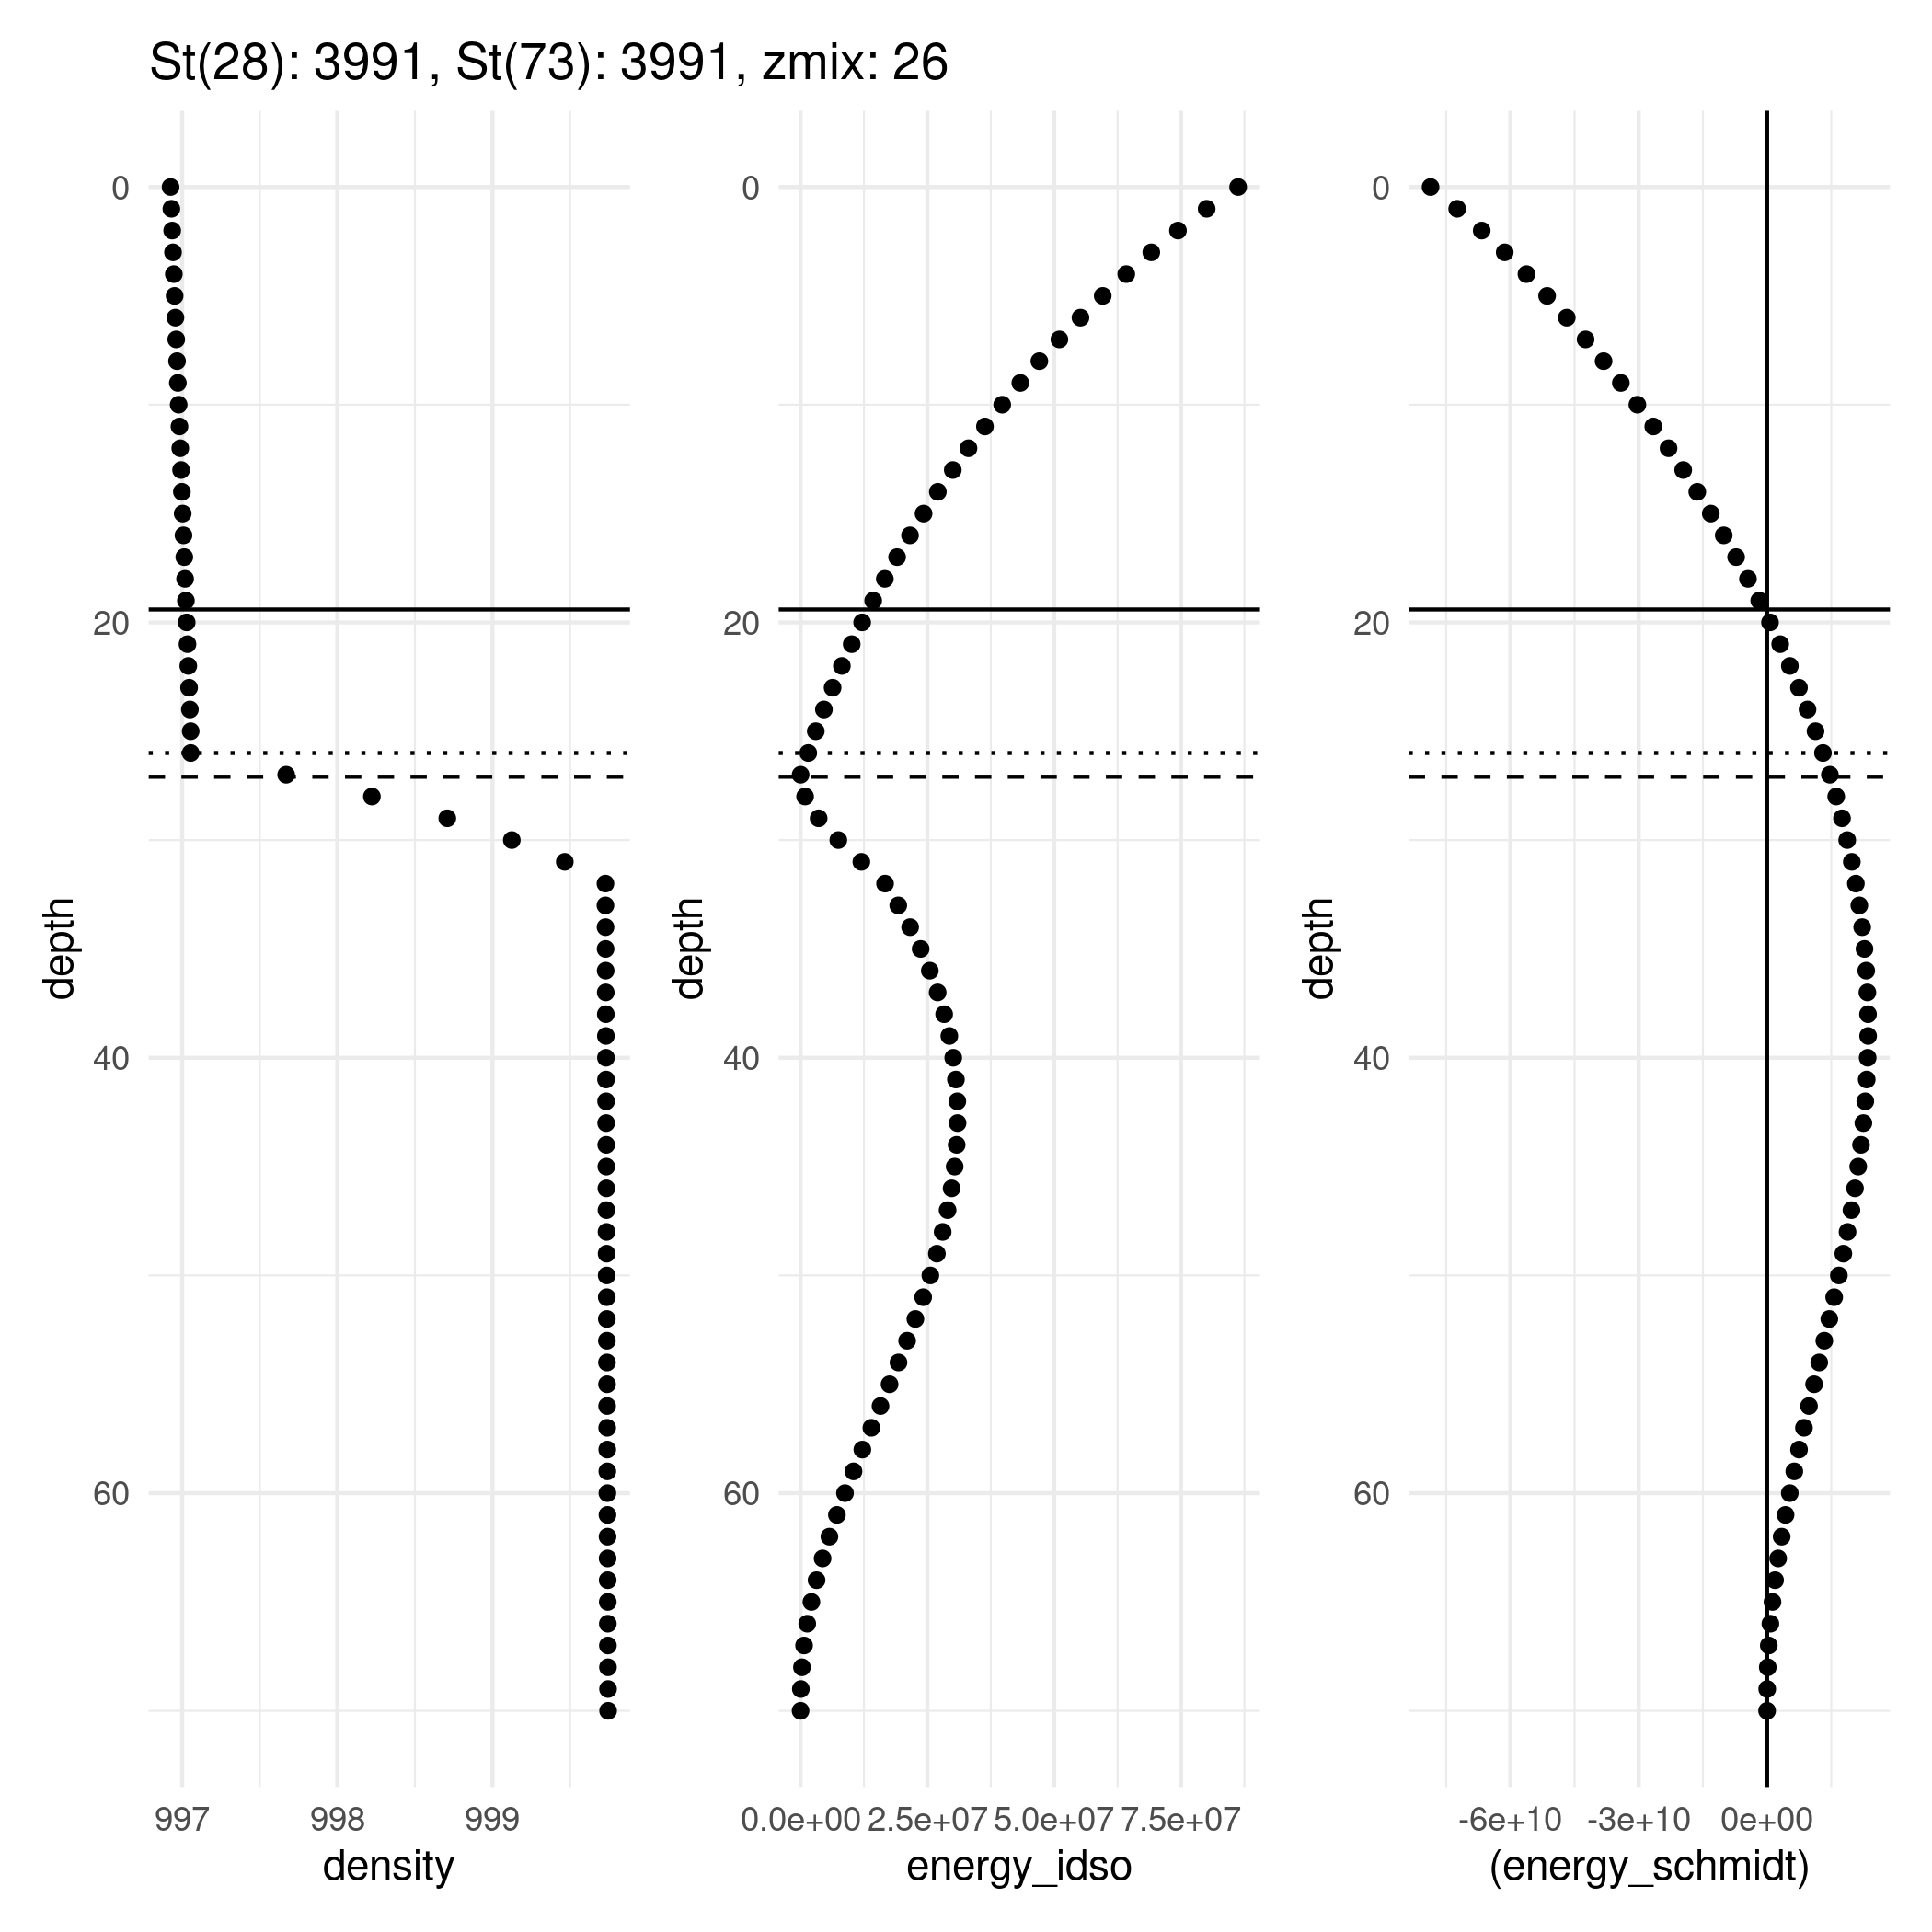 St(28): 3991, St(73): 3991, zmix: 26
0
20
40
60
depth
997
998
999
density
0
20
40
60
depth
0.0e+00
2.5e+07
5.0e+07
7.5e+07
energy_idso
0
20
40
60
depth
-6e+10
-3e+10
0e+00
(energy_schmidt)